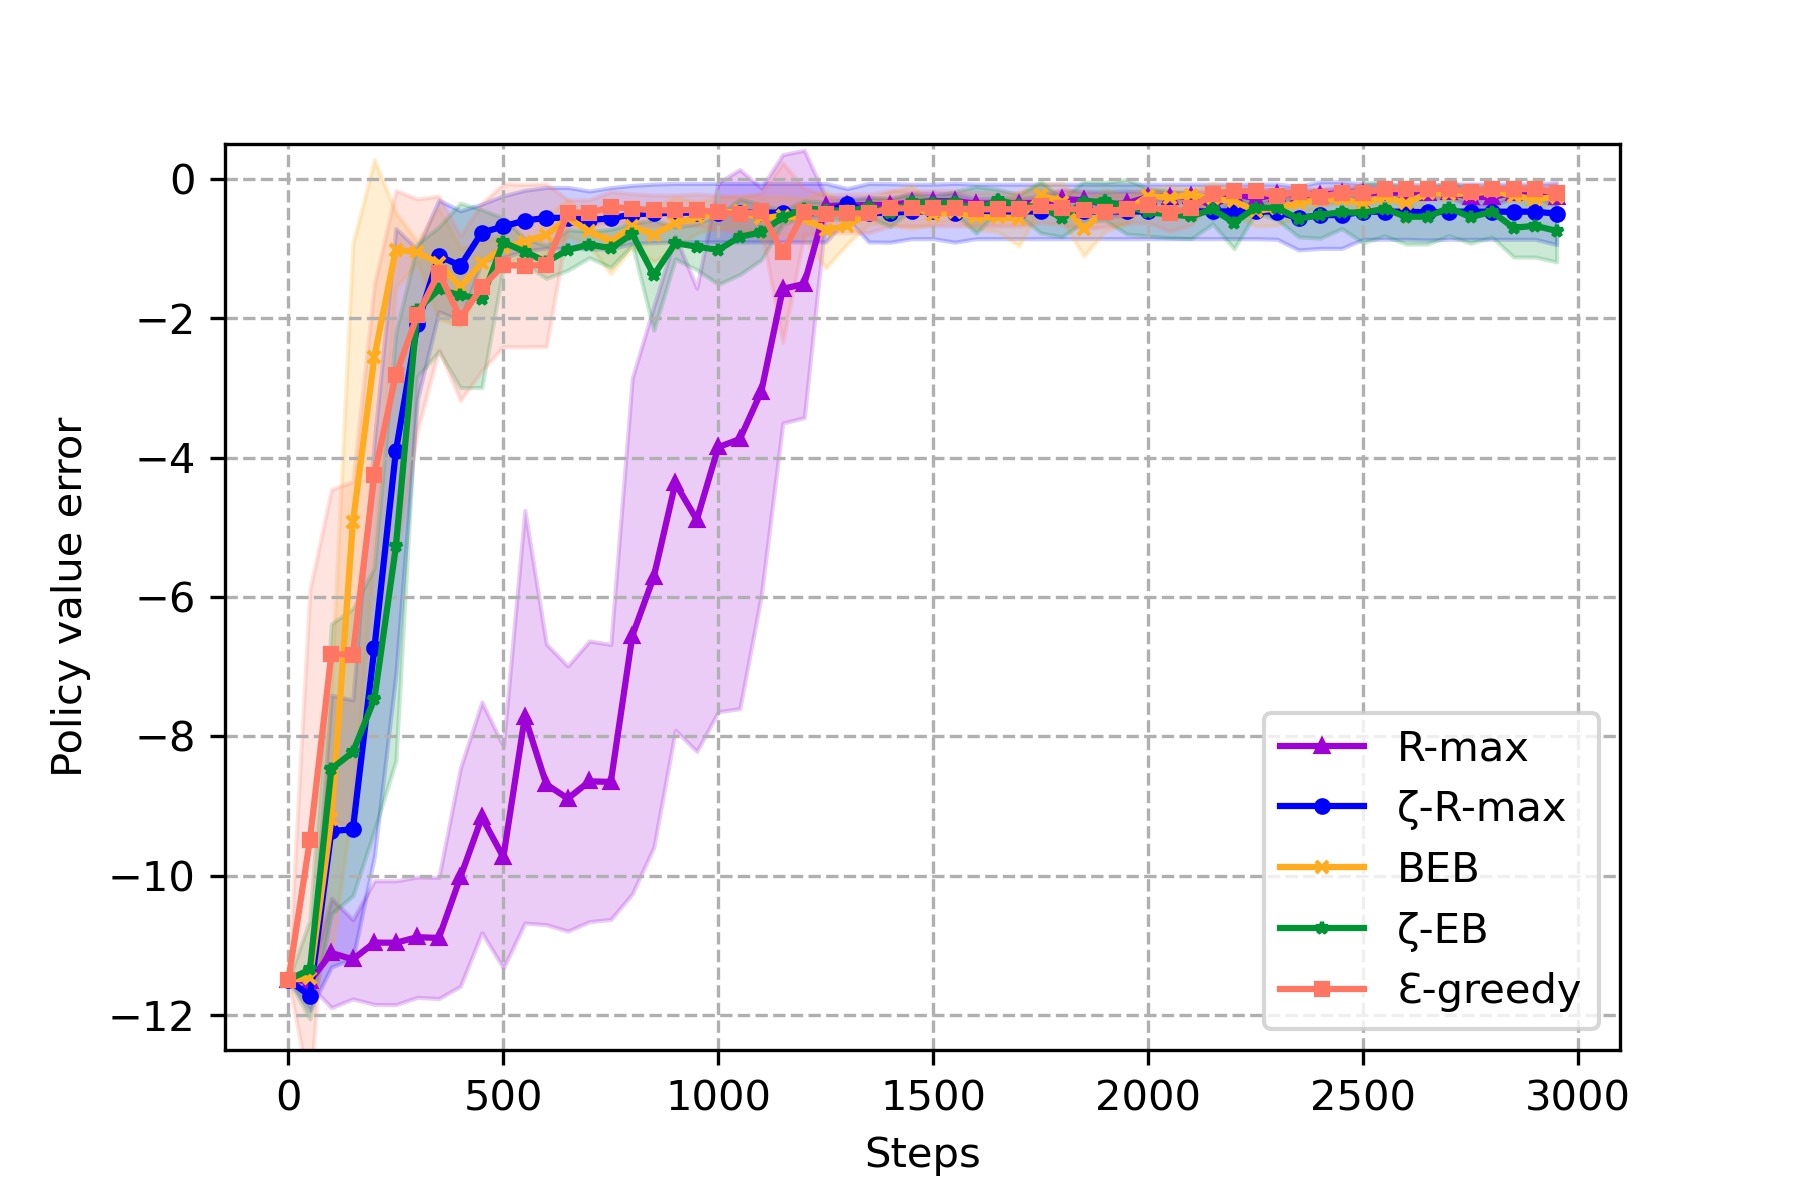 0
−2
−4
−6
−8
−10
−12
Policy value error
0 500 1000 1500 2000 2500 3000
Steps
R-max
ζ-R-max
BEB
ζ-EB
Ɛ-greedy